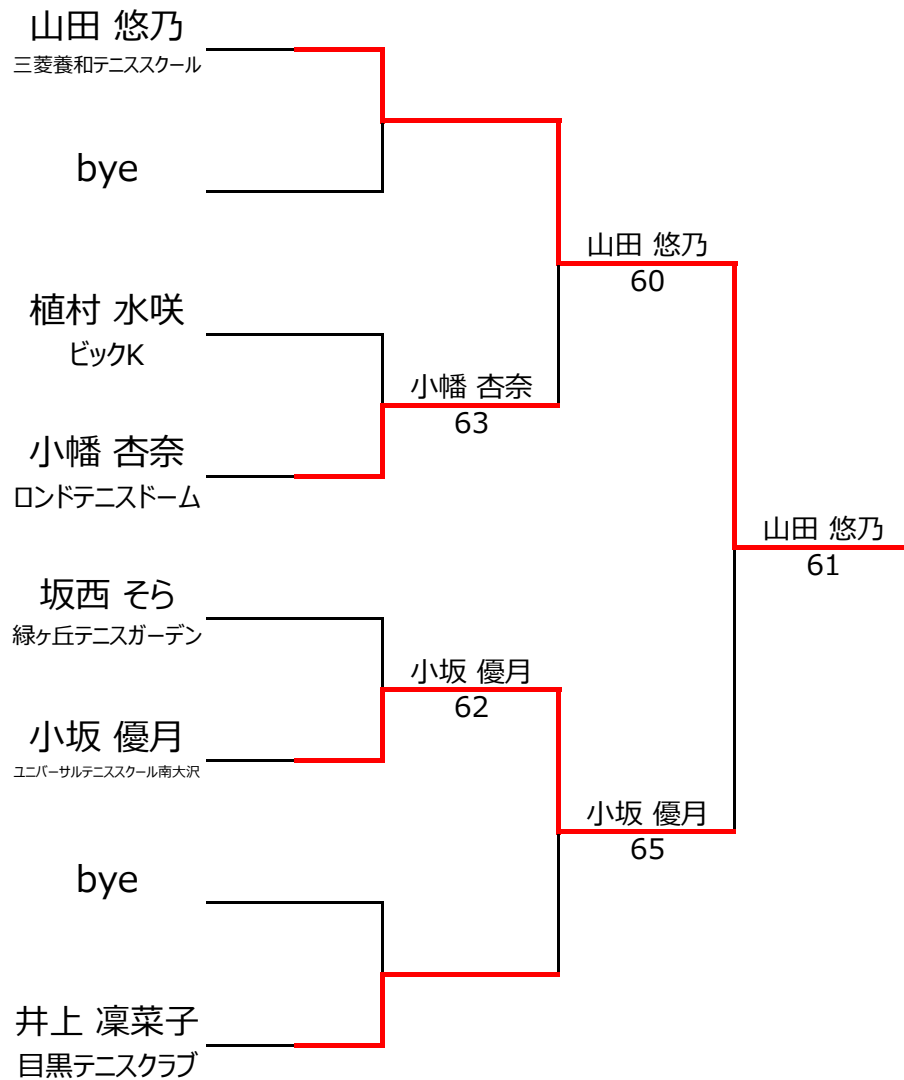 山田 悠乃
三菱養和テニススクール
bye
植村 水咲
ビックK
小幡 杏奈
ロンドテニスドーム
坂西 そら
緑ヶ丘テニスガーデン
小坂 優月
ユニバーサルテニススクール南大沢
bye
井上 凜菜子
目黒テニスクラブ
小幡 杏奈
63
小坂 優月
62
山田 悠乃
60
小坂 優月
65
山田 悠乃
61